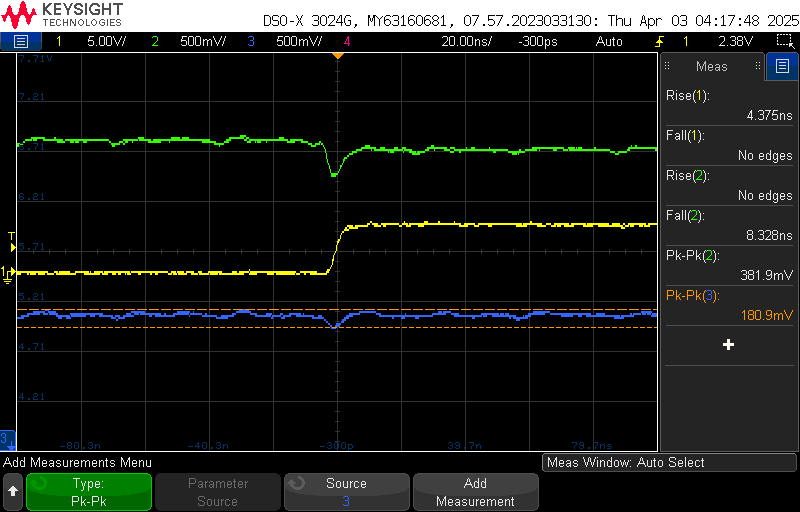 KEYSIGHT
TECHNOLOGIES
DSO-X 3024G, MY63160681, 07.57.2023033130: Thu Apr 03 04:17:48 2025
1 5.00V/ 2 500mV/ 3 500mV/ 4 20.00ns/ -300ps Auto 1 2.38V
7.71V
7.21
6.71
6.21
5.71
5.21
4.71
4.21
T
1
3
-80.3n -40.3n -300p 39.7n 79.7n
Meas
Rise(1):
4.375ns
Fall(1):
No edges
Rise(2):
No edges
Fall(2):
8.328ns
Pk-Pk(2):
381.9mV
Pk-Pk(3):
180.9mV
Add Measurements Menu
Meas Window: Auto Select
Type:
Pk-Pk
Parameter
Source
Source
3
Add
Measurement